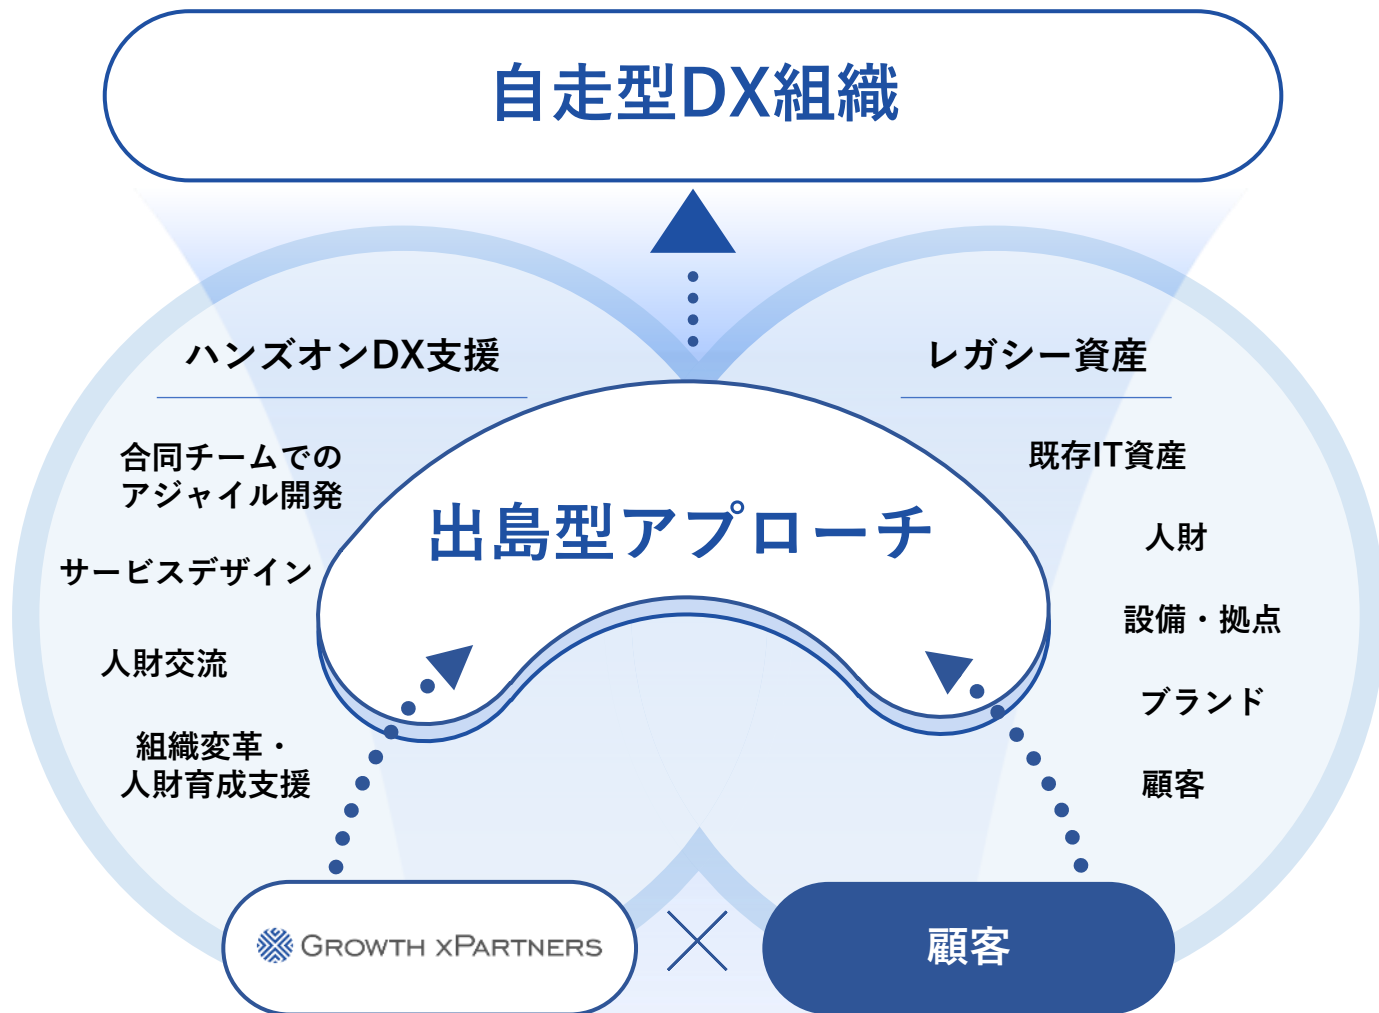 自走型DX組織
ハンズオンDX支援
合同チームでの
アジャイル開発
サービスデザイン
人財交流
組織変革・
人財育成支援
レガシー資産
既存IT資産
人財
設備・拠点
ブランド
顧客
出島型アプローチ
GROWTH XPARTNERS
顧客